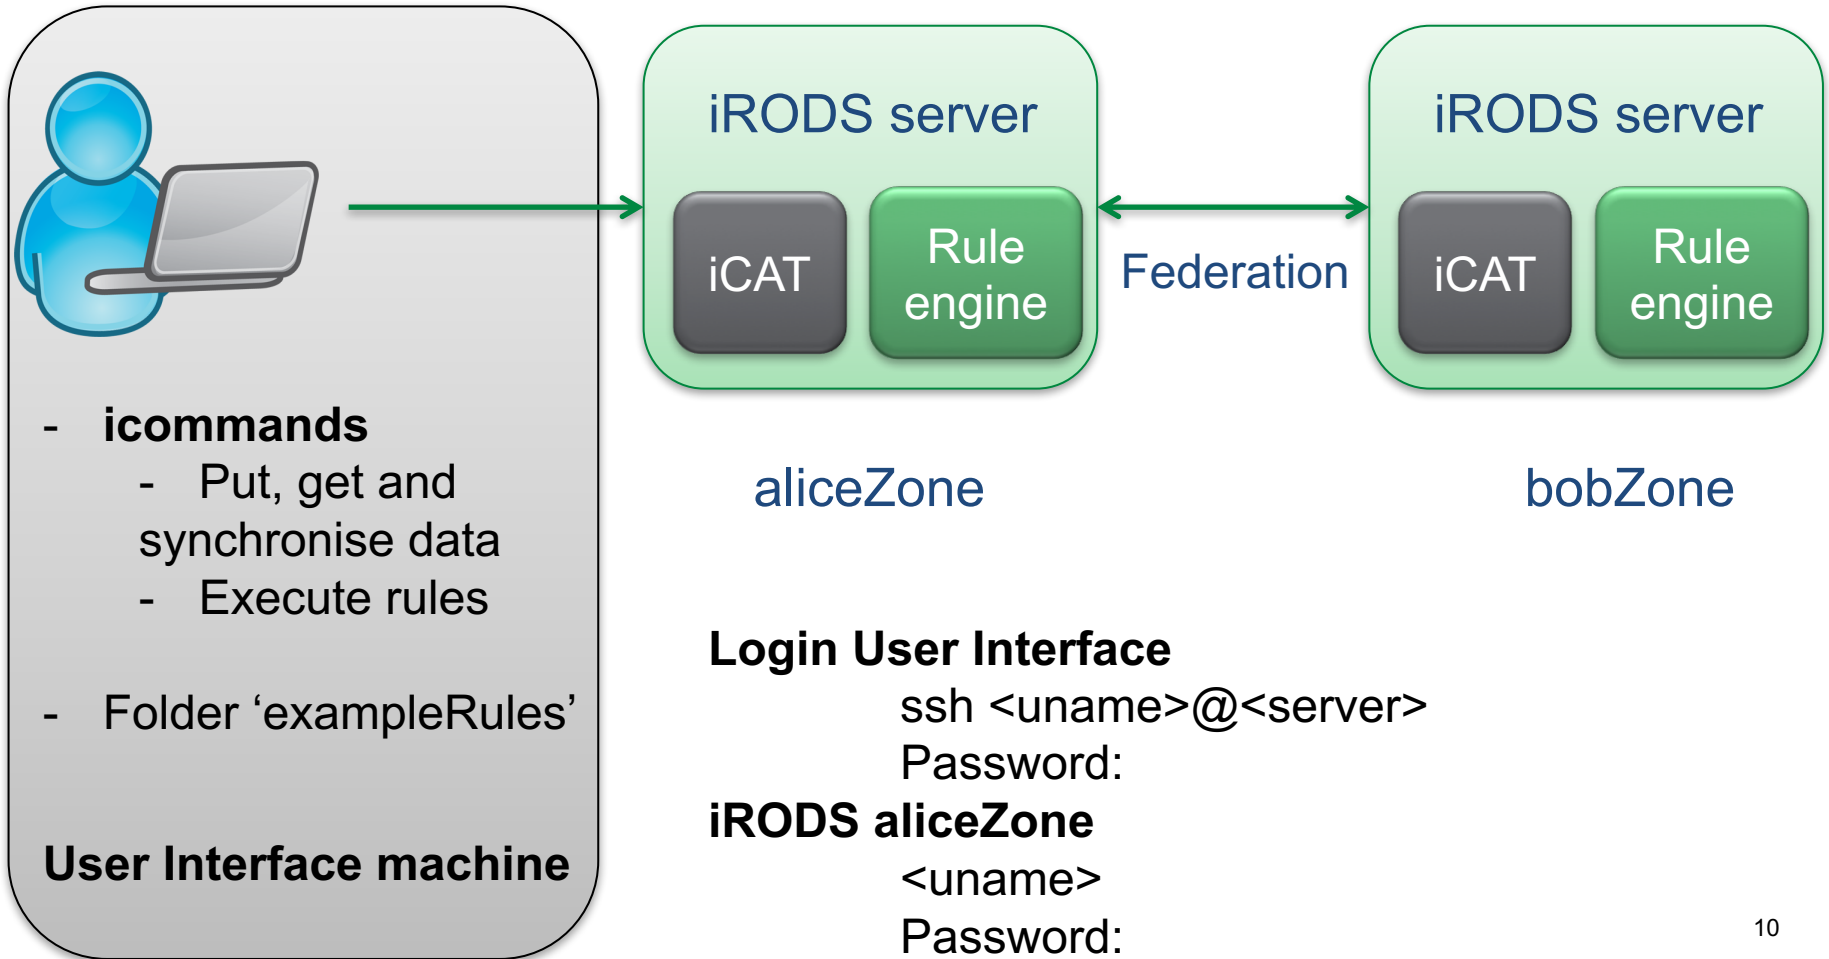 - icommands
- Put, get and
synchronise data
- Execute rules
- Folder ‘exampleRules’
User Interface machine
iRODS server
iCAT
Rule
engine
aliceZone
Federation
iRODS server
iCAT
Rule
engine
bobZone
Login User Interface
ssh <uname>@<server>
Password:
iRODS aliceZone
<uname>
Password:
10